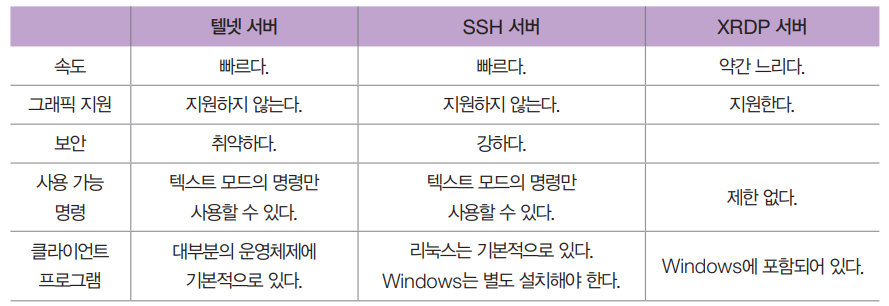 텔넷 서버 SSH 서버 XRDP 서버
속도 빠르다. 빠르다. 약간 느리다.
그래픽 지원 지원하지 않는다. 지원하지 않는다. 지원한다.
보안 취약하다. 강하다.
사용 가능
명령
텍스트 모드의 명령만
사용할 수 있다.
텍스트 모드의 명령만
사용할 수 있다.
제한 없다.
클라이언트
프로그램
대부분의 운영체제에
기본적으로 있다.
리눅스는 기본적으로 있다.
Windows는 별도 설치해야 한다.
Windows에 포함되어 있다.